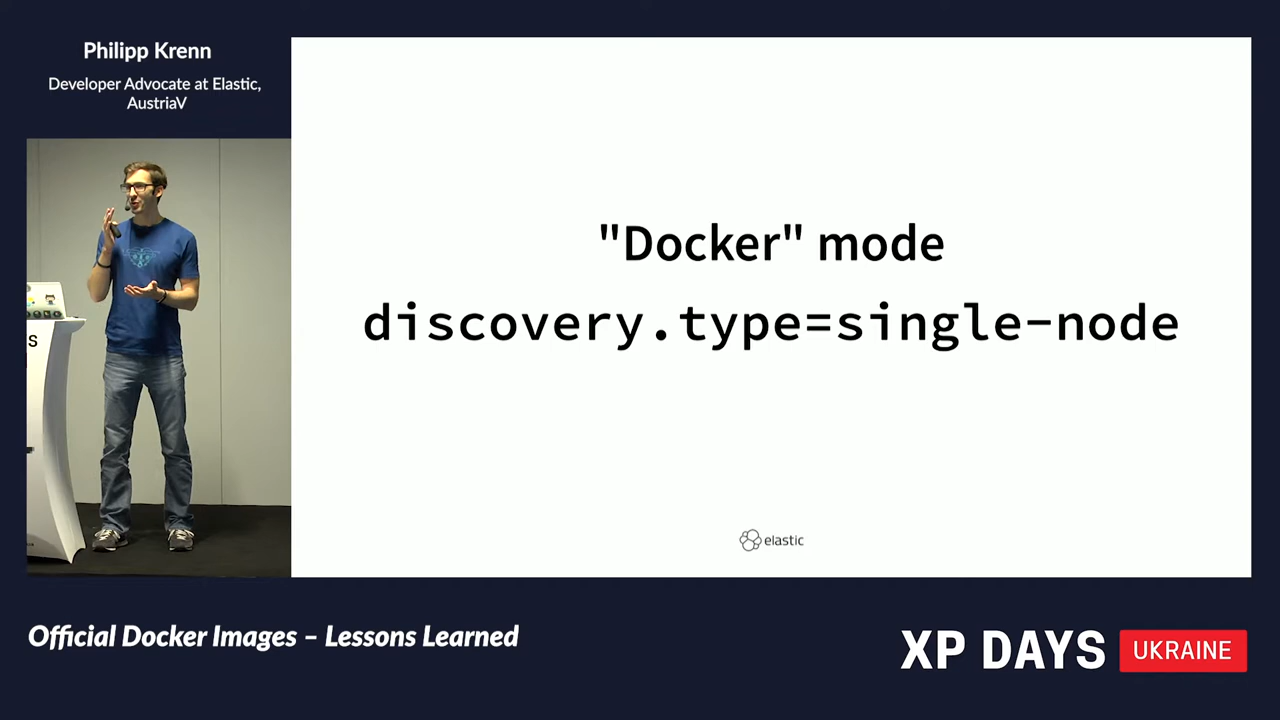 Philipp Krenn
Developer Advocate at Elastic,
AustriaV
"Docker" mode
discovery.type=single-node
S
elastic
Official Docker Images – Lessons Learned
XP DAYS UKRAINE